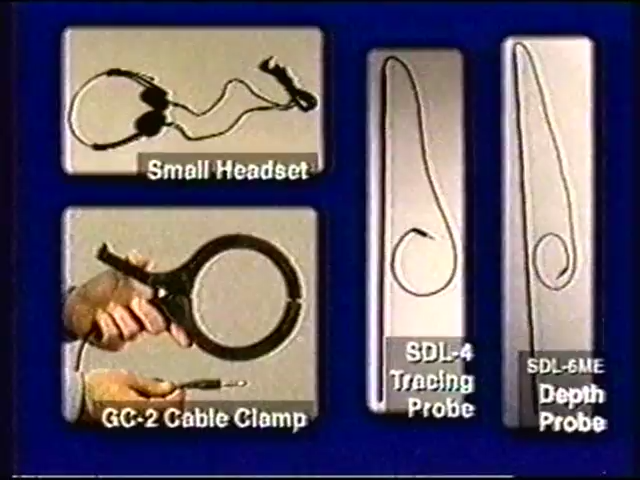 Small Headset
GC-2 Cable Clamp
SDL-4
Tracing
Probe
SDL-6ME
Depth
Probe